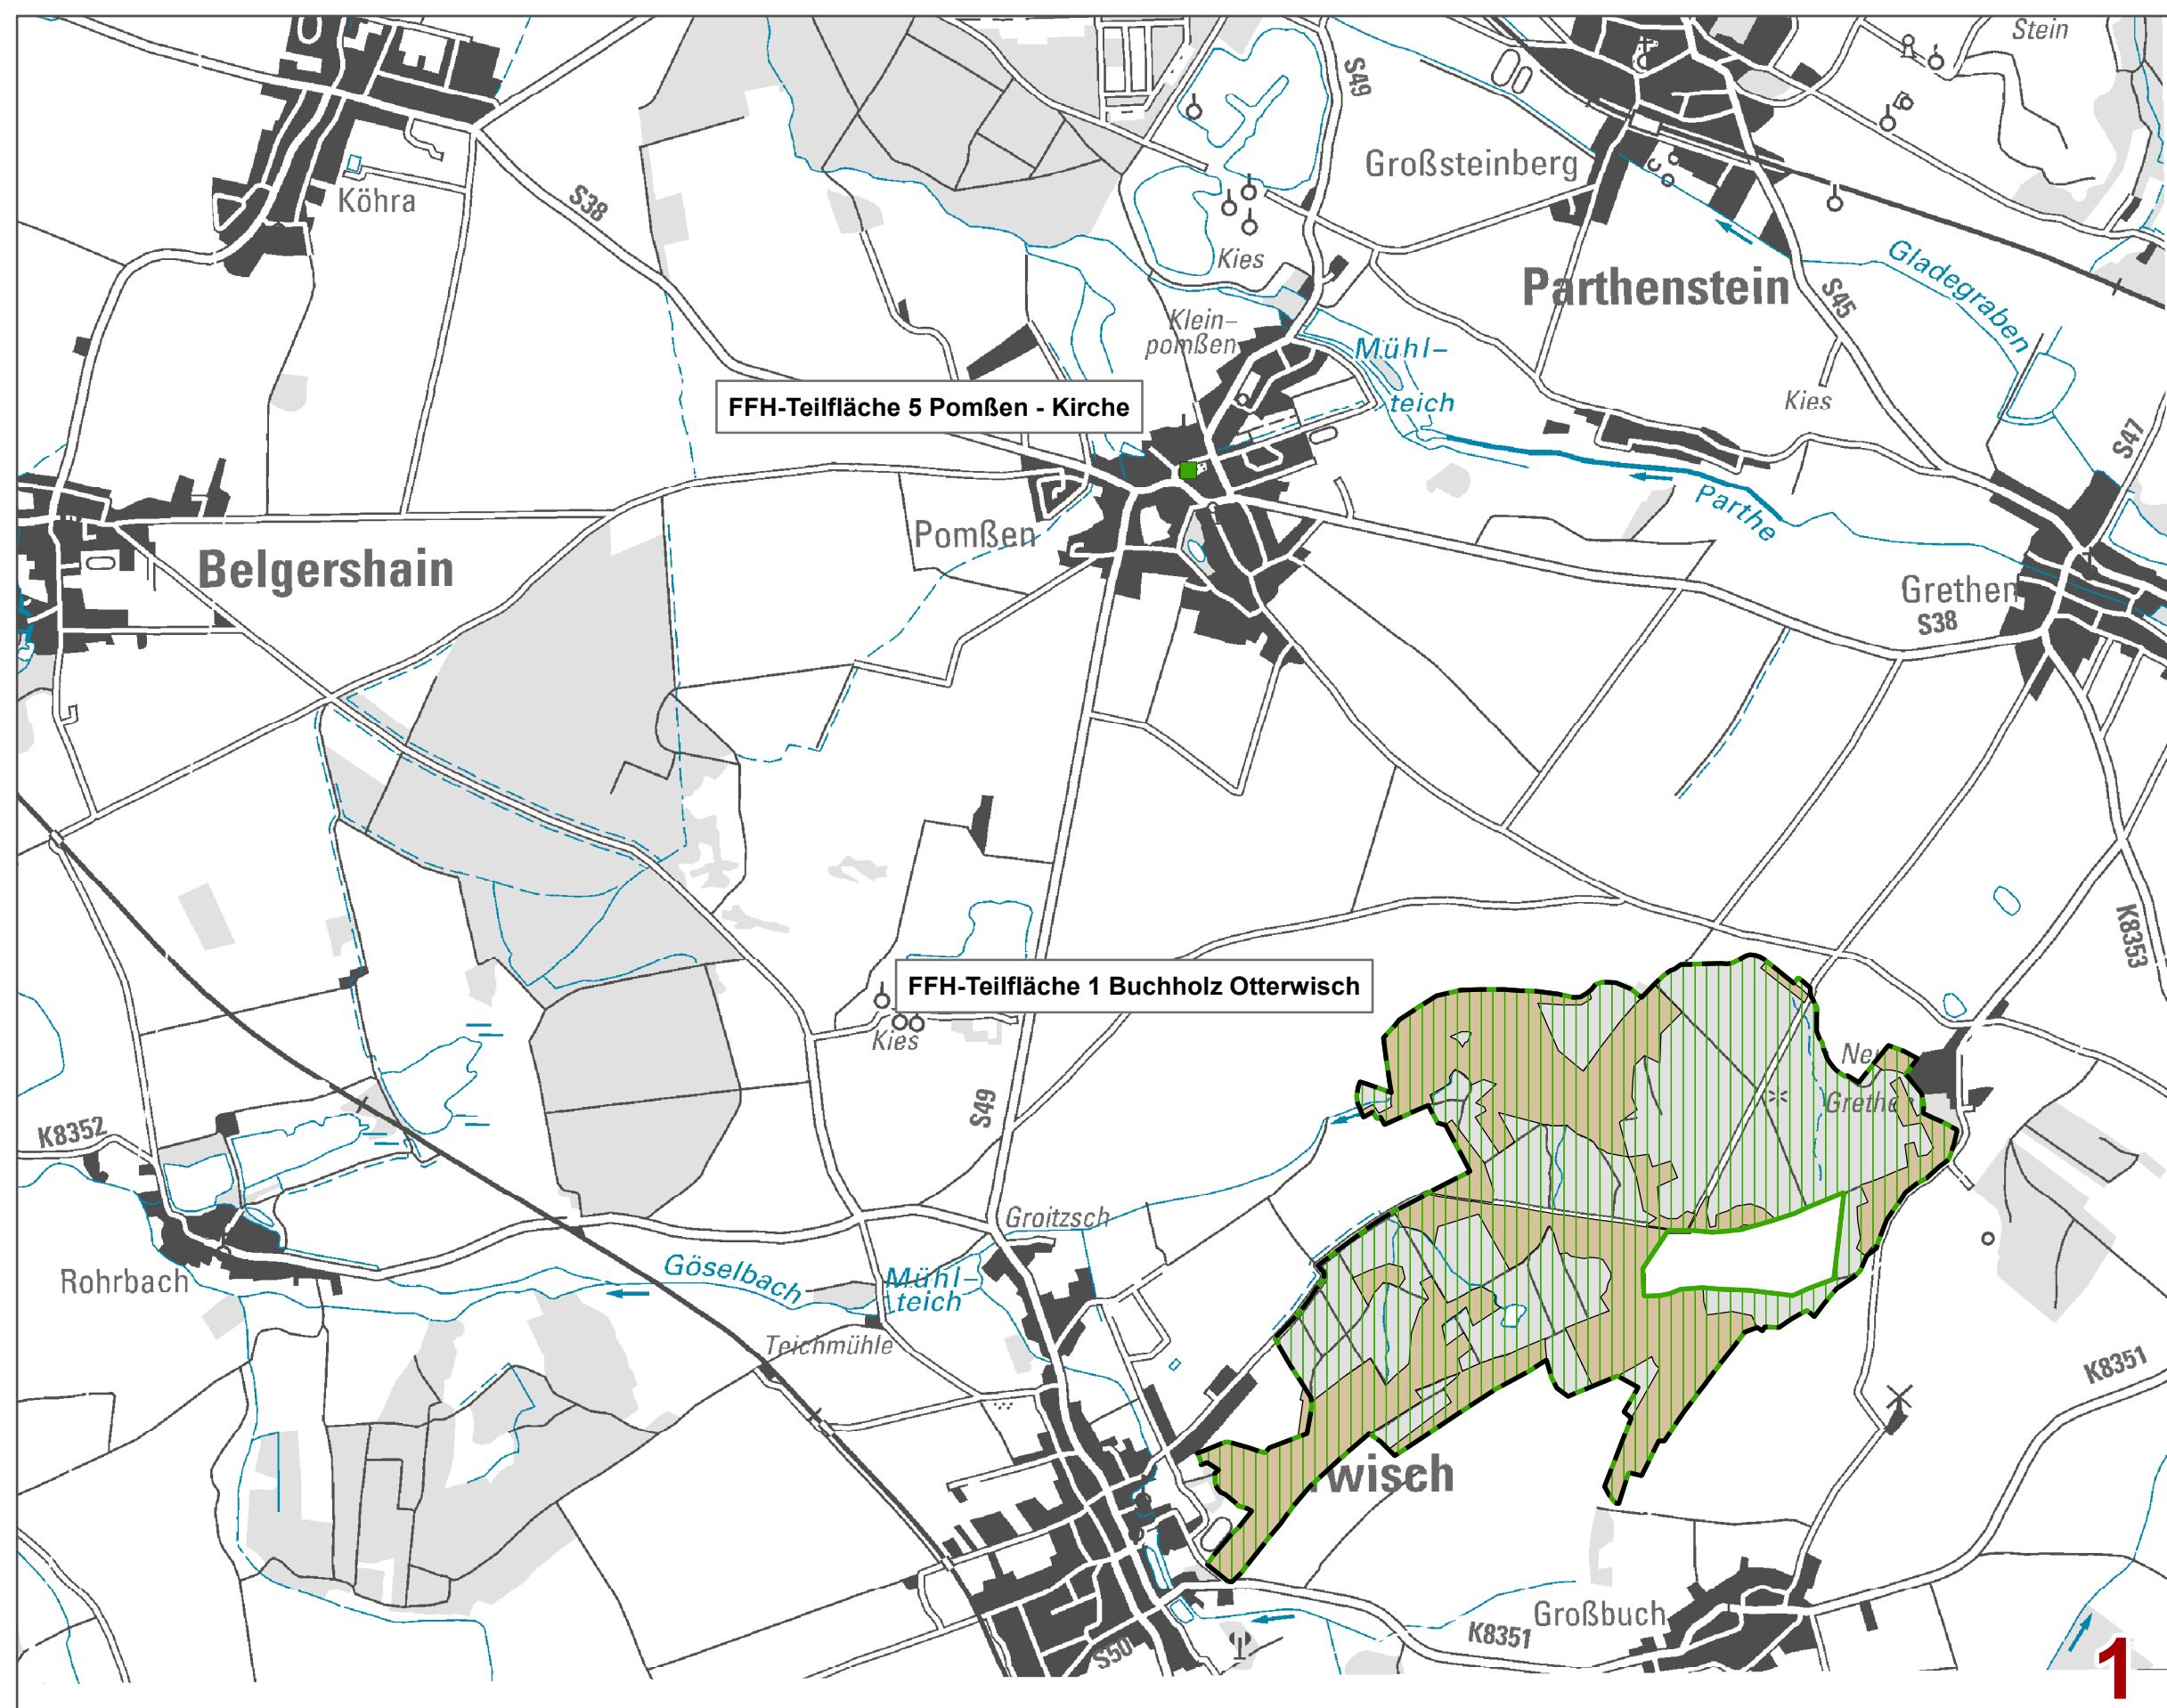 Stein
S49
Großsteinberg
Köhra
S38
Kies
Gladegraben
Parthenstein
S45
Klein-
pomßen
Mühl-
teich
Kies
FFH-Teilfläche 5 Pomßen - Kirche
S47
Parthe
Pomßen
Belgershain
Grethen
S38
K8353
FFH-Teilfläche 1 Buchholz Otterwisch
Kies
Ne
Grethe
S49
K8352
Groitzsch
Rohrbach
Göselbach
Mühl-
teich
Teichmühle
K8351
wisch
Großbuch
K8351
S50
1